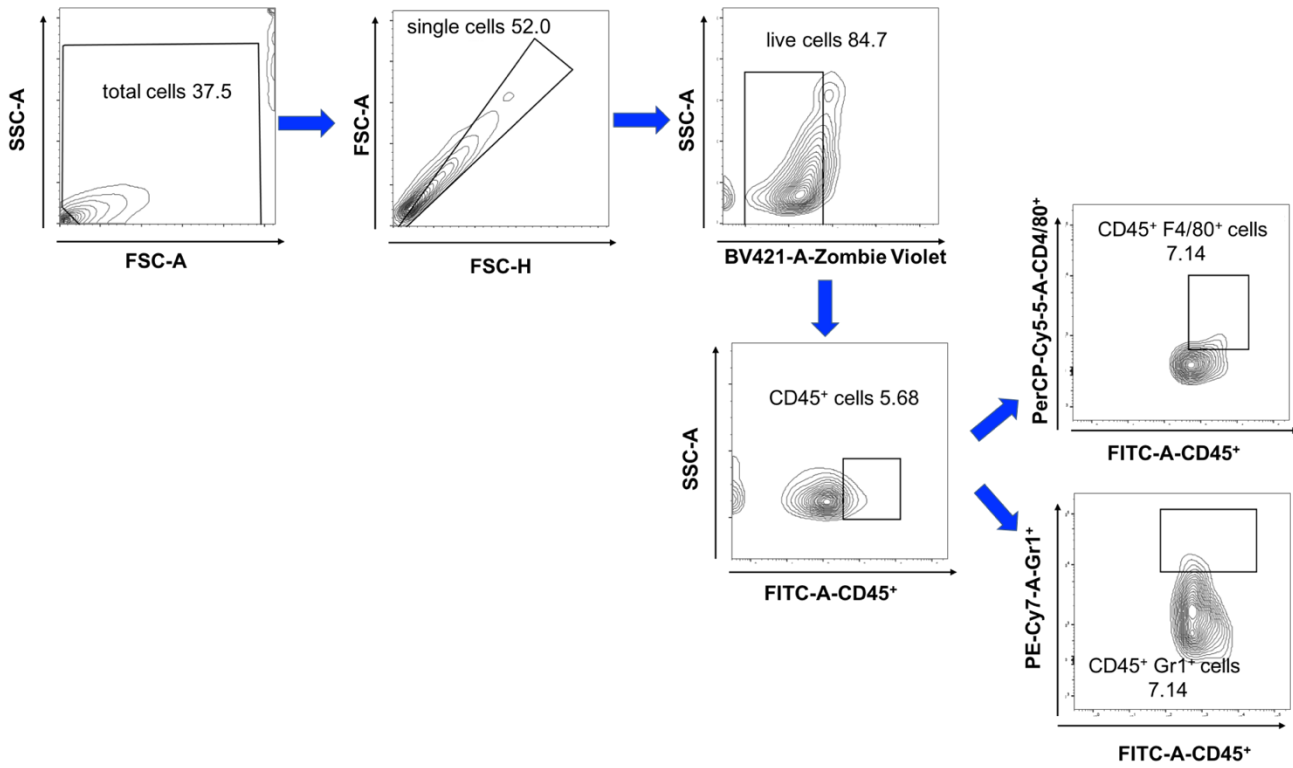 SSC-A
total cells 37.5
FSC-A
FSC-A
single cells 52.0
FSC-H
SSC-A
live cells 84.7
BV421-A-Zombie Violet
SSC-A
CD45⁺ cells 5.68
FITC-A-CD45⁺
PerCP-Cy5-5-A-CD4/80⁺
CD45⁺ F4/80⁺ cells
7.14
FITC-A-CD45⁺
PE-Cy7-A-Gr1⁺
CD45⁺ Gr1⁺ cells
7.14
FITC-A-CD45⁺